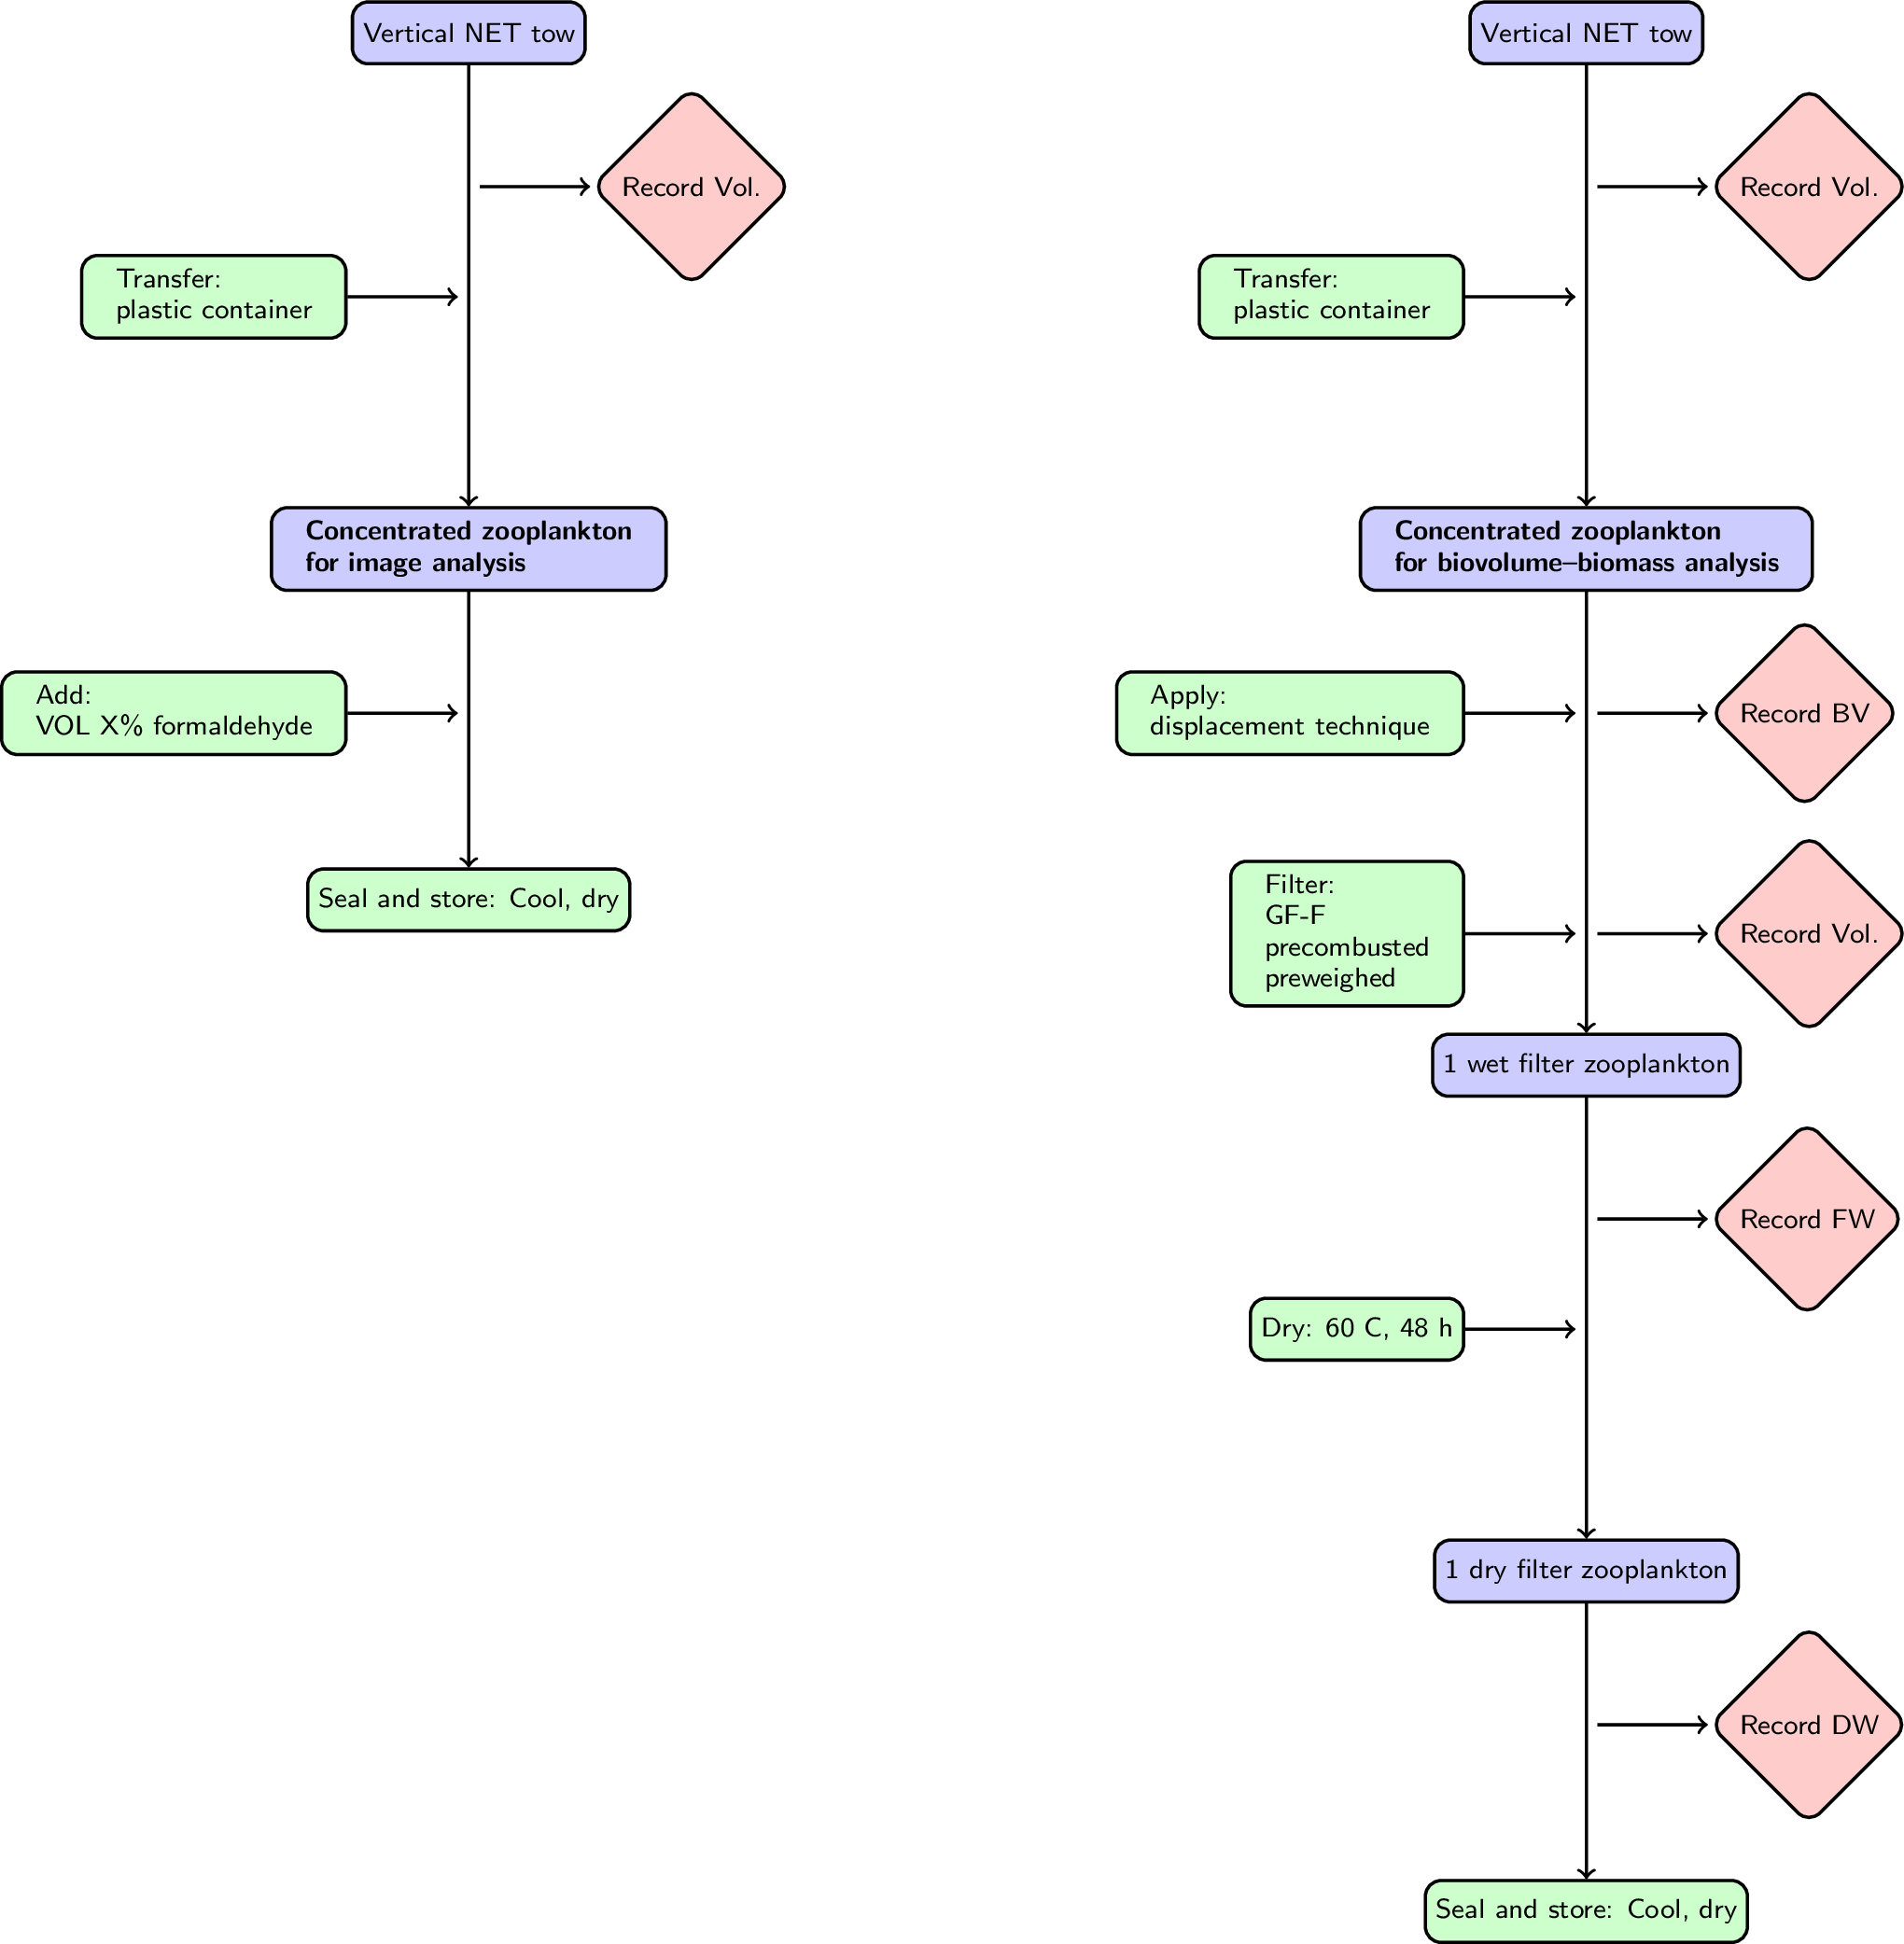 Vertical NET tow
Record Vol.
Transfer:
plastic container
Concentrated zooplankton
for image analysis
Add:
VOL X% formaldehyde
Seal and store: Cool, dry
Vertical NET tow
Record Vol.
Transfer:
plastic container
Concentrated zooplankton
for biovolume–biomass analysis
Apply:
displacement technique
Record BV
Filter:
GF-F
precombusted
preweighed
Record Vol.
1 wet filter zooplankton
Record FW
Dry: 60 C, 48 h
1 dry filter zooplankton
Record DW
Seal and store: Cool, dry